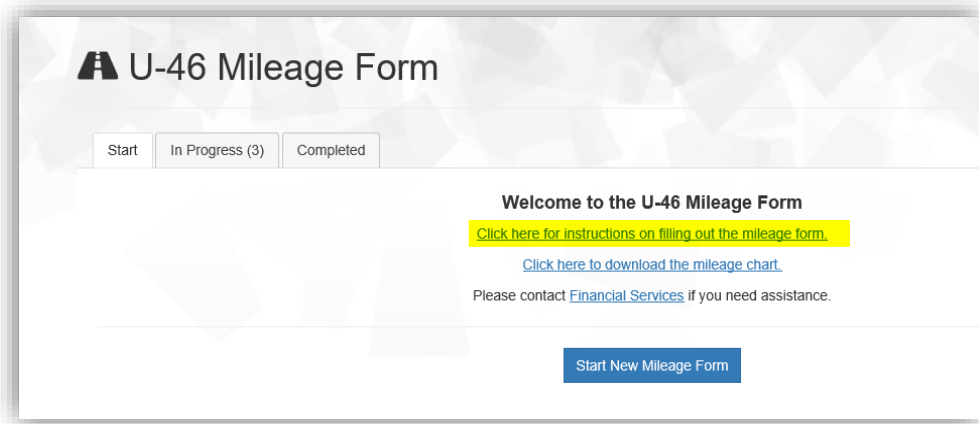 U-46 Mileage Form
Start In Progress (3) Completed
Welcome to the U-46 Mileage Form
Click here for instructions on filling out the mileage form.
Click here to download the mileage chart.
Please contact Financial Services if you need assistance.
Start New Mileage Form